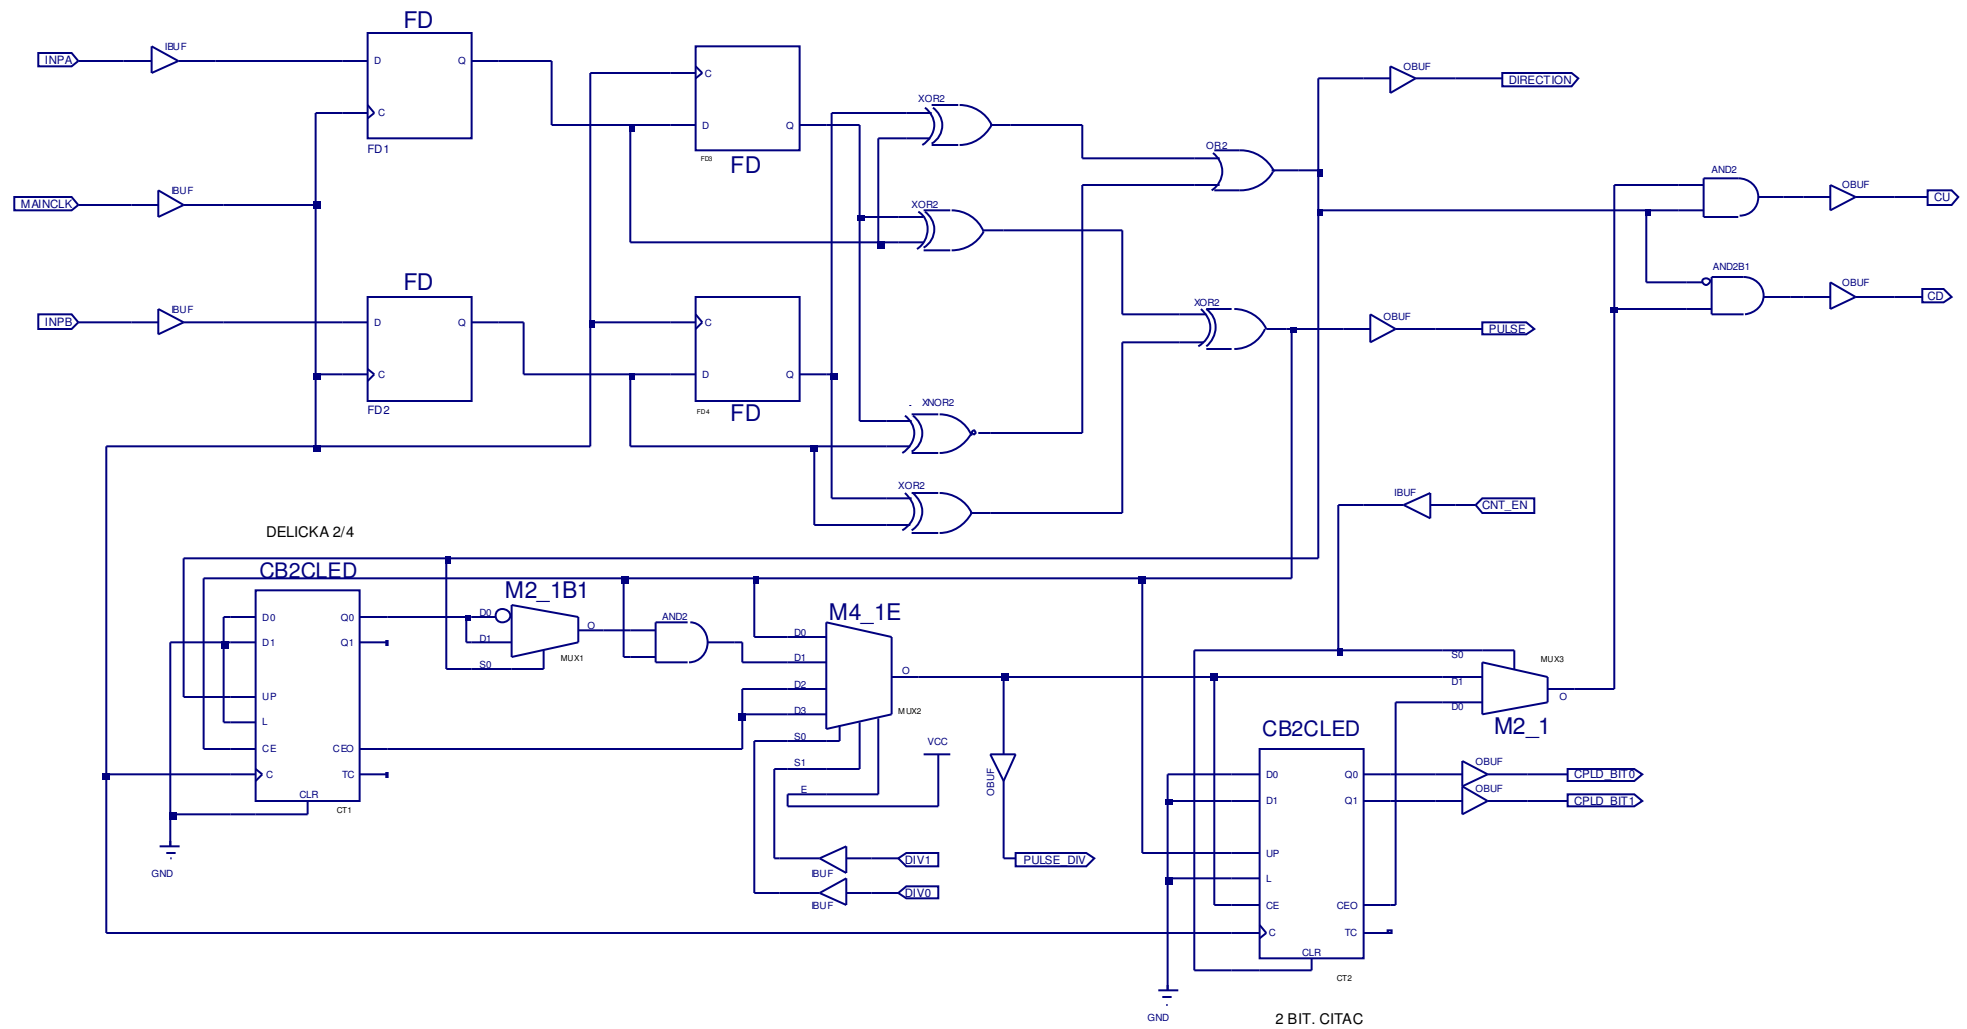 FD
IBUF
INPA
D
Q
C
FD1
C
D
Q
FD3
FD
XOR2
OBUF
DIRECTION
OR2
AND2
OBUF
CU
MAINCLK
IBUF
XOR2
AND2B1
OBUF
CD
FD
INPB
IBUF
D
Q
C
FD2
C
D
Q
FD4
FD
XOR2
OBUF
PULSE
XNOR2
XOR2
IBUF
CNT_EN
DELICKA 2/4
CB2CLED
D0
Q0
D1
Q1
UP
L
CE
CEO
C
TC
CLR
CT1
GND
M2_1B1
D0
D1
S0
O
MUX1
AND2
M4_1E
D0
D1
D2
D3
S0
S1
E
O
MUX2
VCC
IBUF
DIV1
IBUF
DIV0
OBUF
PULSE_DIV
S0
D1
D0
MUX3
O
M2_1
CB2CLED
D0
Q0
D1
Q1
UP
L
CE
CEO
C
TC
CLR
CT2
OBUF
CPLD_BIT0
OBUF
CPLD_BIT1
GND
2 BIT. CITAC